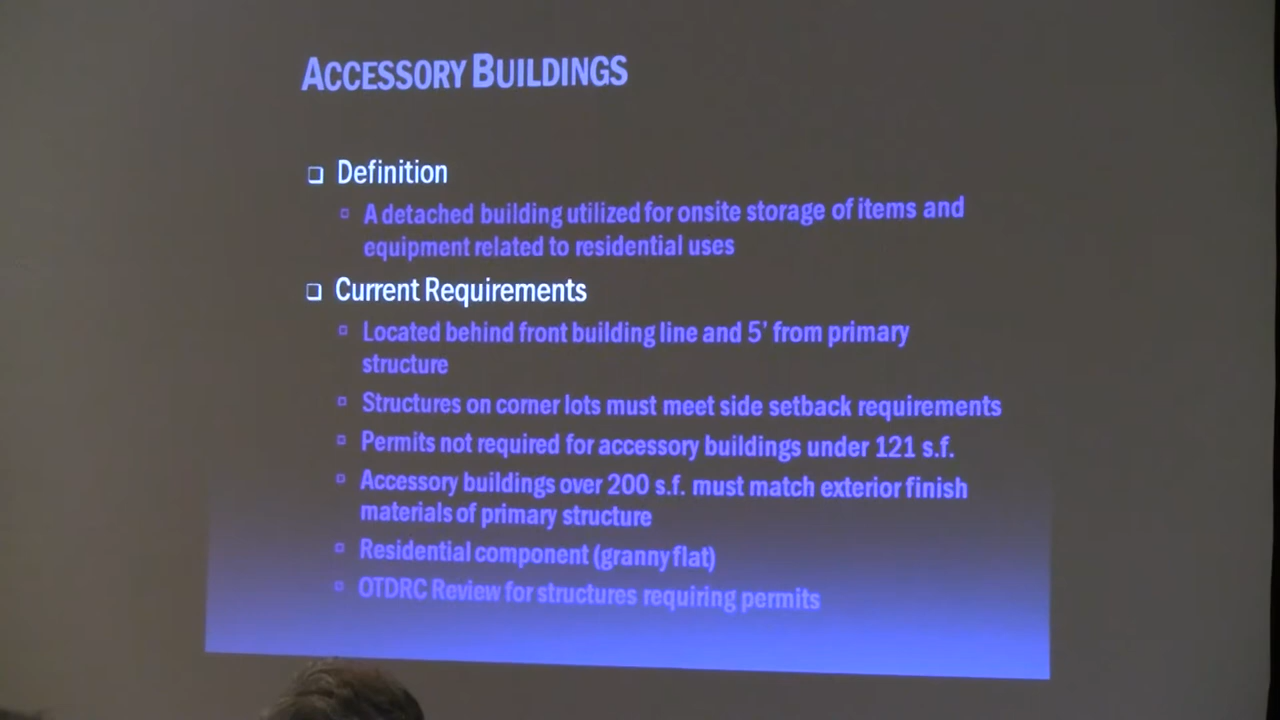 ACCESSORY BUILDINGS
Definition
A detached building utilized for onsite storage of items and
equipment related to residential uses
Current Requirements
Located behind front building line and 5' from primary
structure
Structures on corner lots must meet side setback requirements
Permits not required for accessory buildings under 121 s.f.
Accessory buildings over 200 s.f. must match exterior finish
materials of primary structure
Residential component (granny flat)
OTDRC Review for structures requiring permits